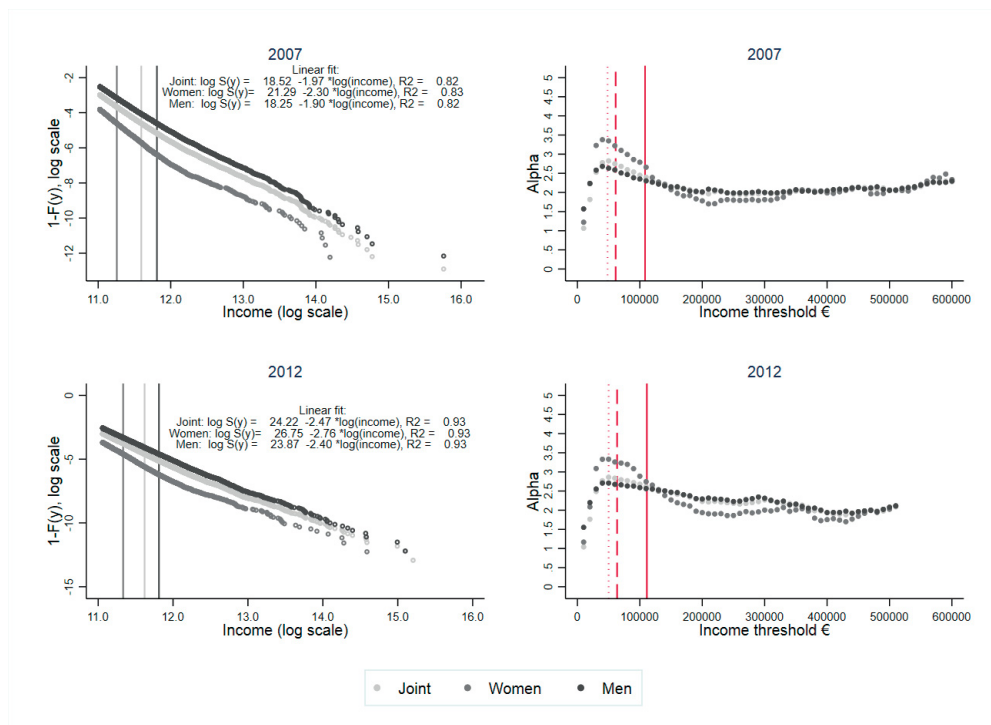 2007
Linear fit:
Joint: log S(y) = 18.52 -1.97 *log(income), R2 = 0.82
Women: log S(y)= 21.29 -2.30 *log(income), R2 = 0.83
Men: log S(y) = 18.25 -1.90 *log(income), R2 = 0.82
1-F(y), log scale
-2
-4
-6
-8
-10
-12
11.0 12.0 13.0 14.0 15.0 16.0
Income (log scale)
2007
Alpha
5
4.5
4
3.5
3
2.5
2
1.5
1
.5
0
0 100000 200000 300000 400000 500000 600000
Income threshold €
2012
Linear fit:
Joint: log S(y) = 24.22 -2.47 *log(income), R2 = 0.93
Women: log S(y)= 26.75 -2.76 *log(income), R2 = 0.93
Men: log S(y) = 23.87 -2.40 *log(income), R2 = 0.93
1-F(y), log scale
0
-5
-10
-15
11.0 12.0 13.0 14.0 15.0 16.0
Income (log scale)
2012
Alpha
5
4.5
4
3.5
3
2.5
2
1.5
1
.5
0
0 100000 200000 300000 400000 500000 600000
Income threshold €
Joint Women Men